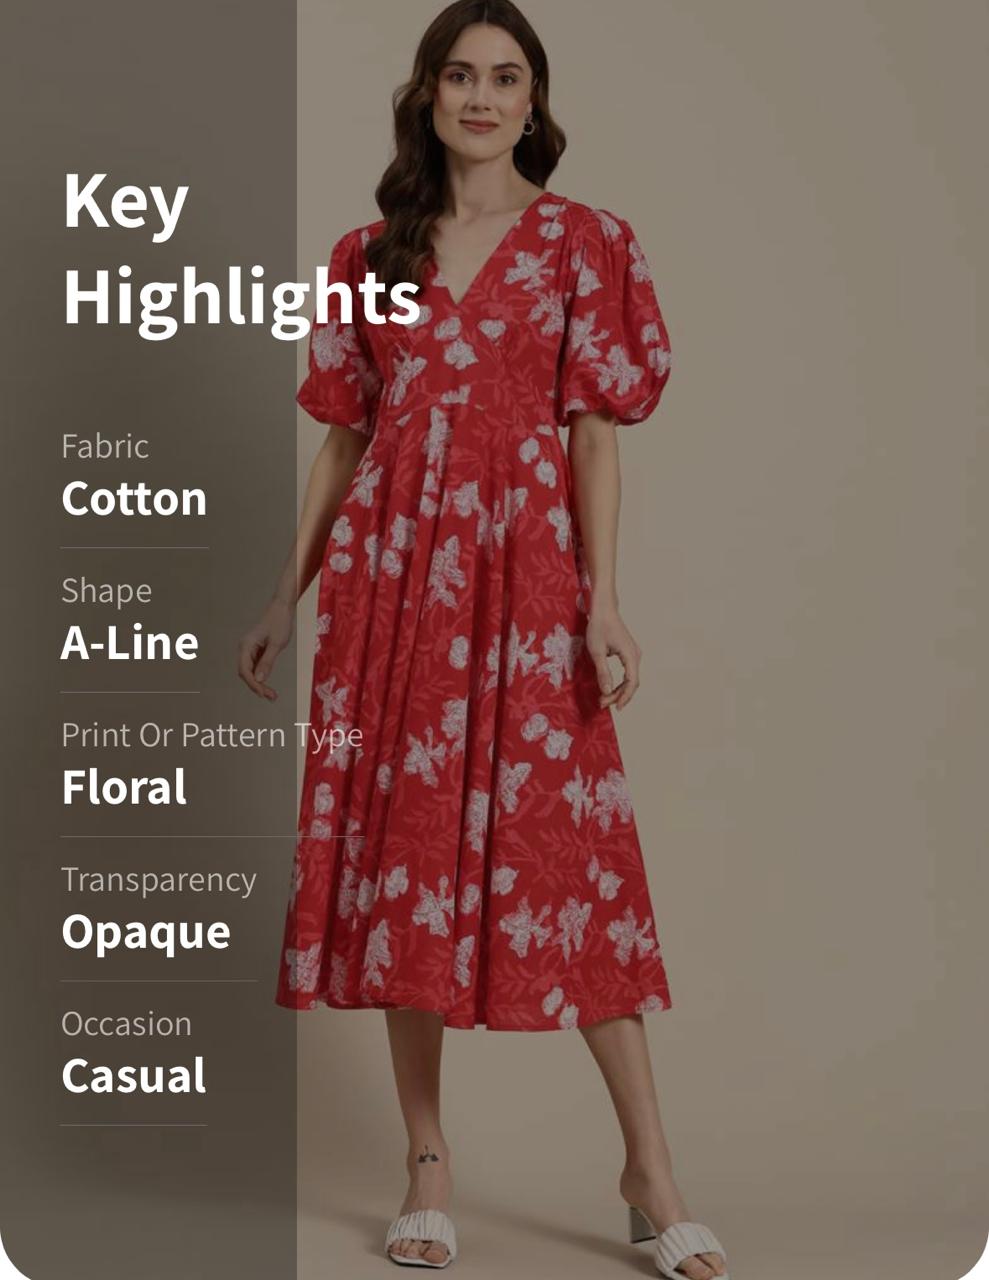 Key
Highlights
Fabric
Cotton
Shape
A-Line
Print Or Pattern Type
Floral
Transparency
Opaque
Occasion
Casual